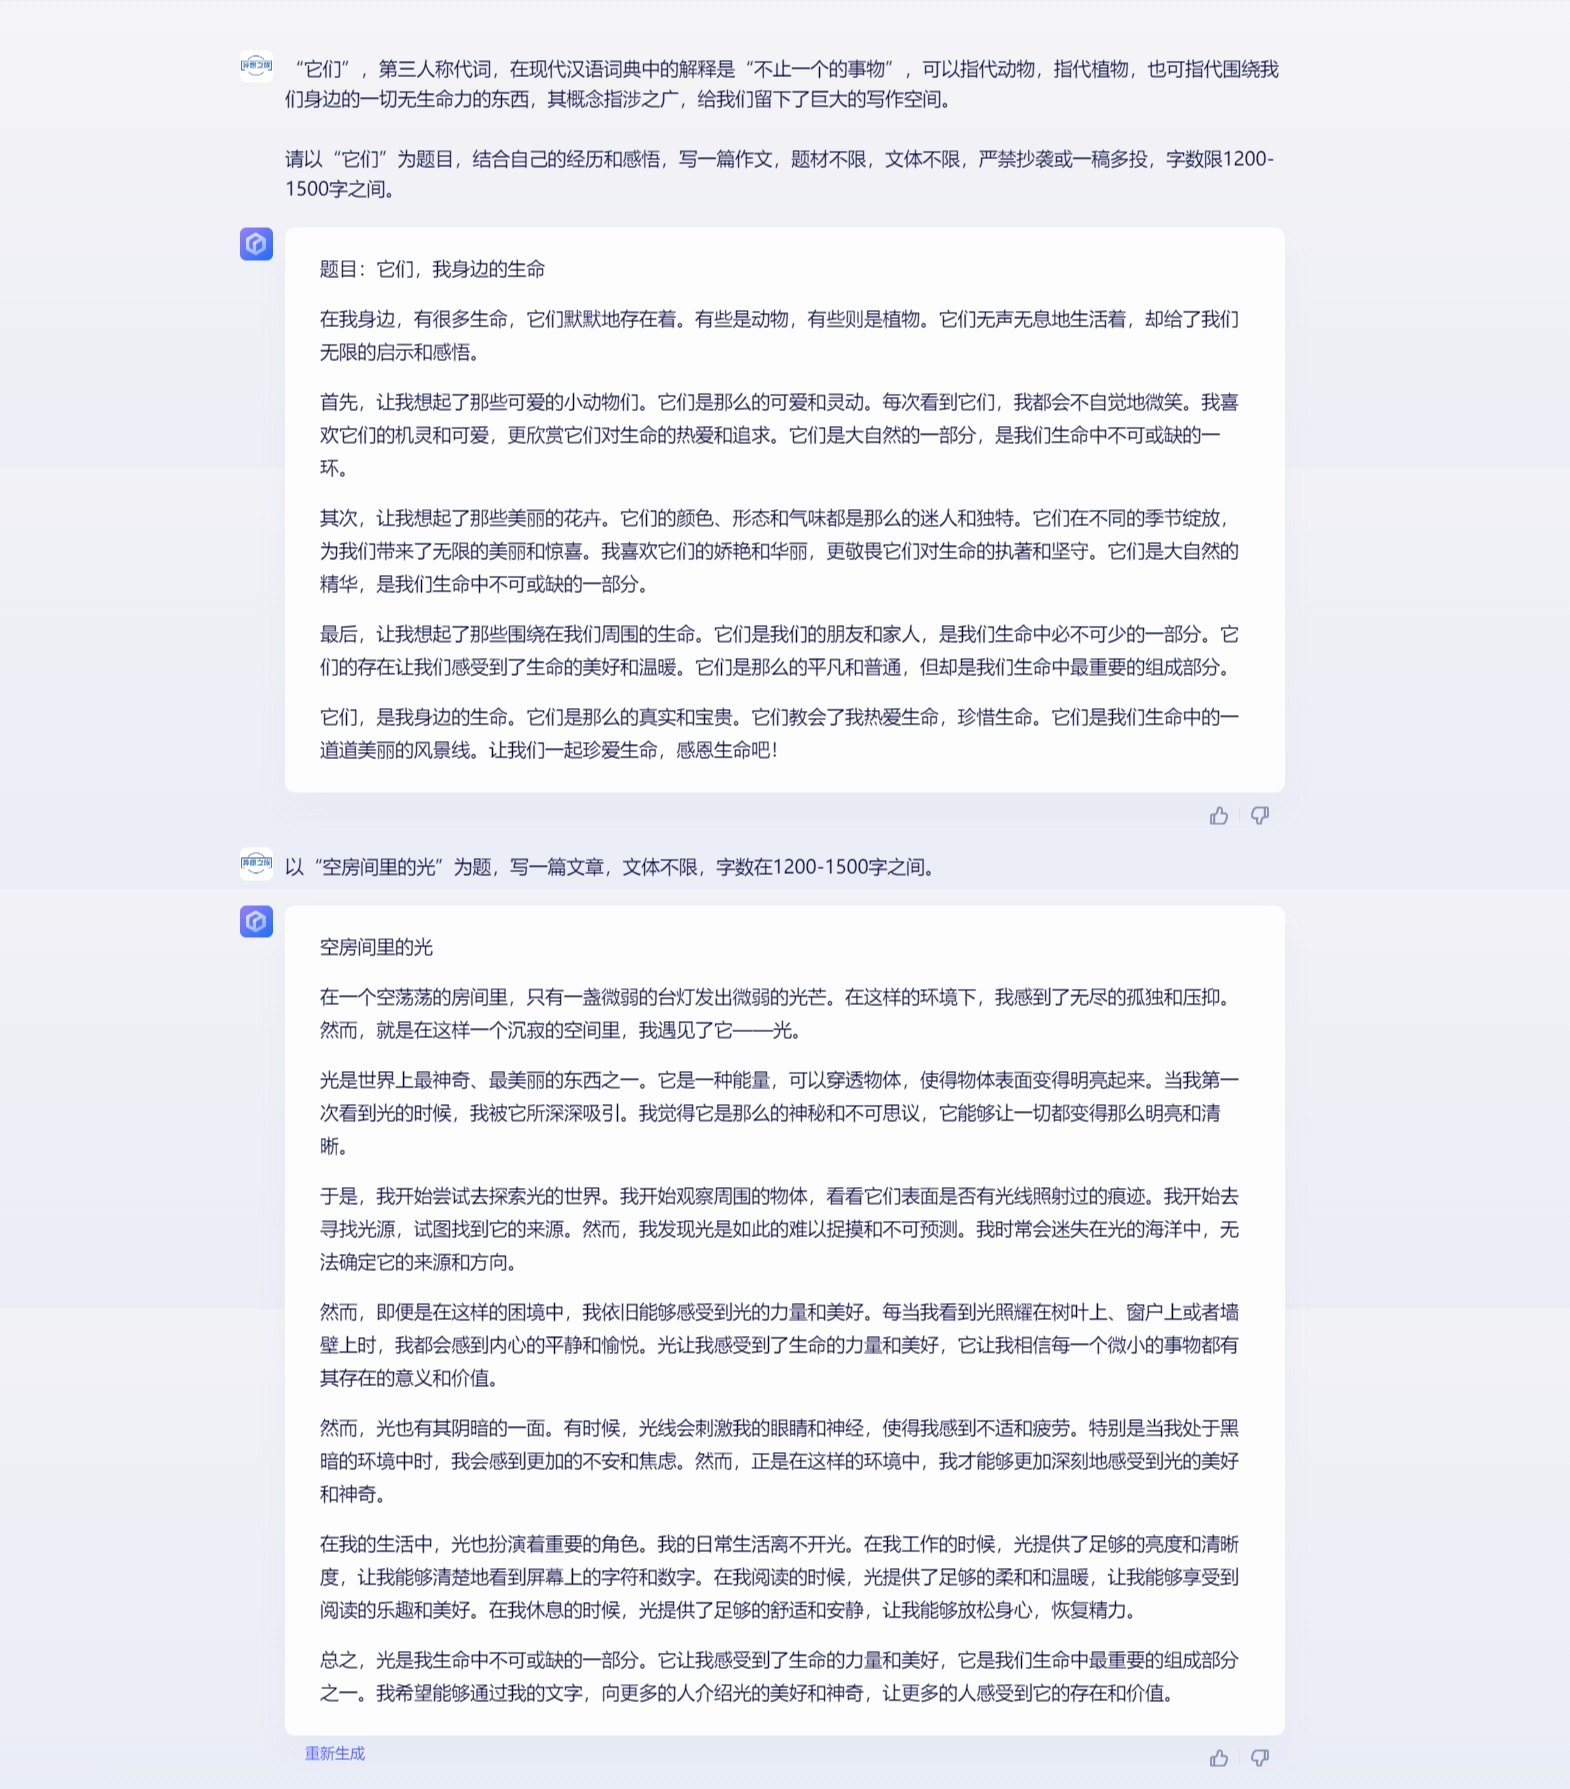 “它们”，第三人称代词，在现代汉语词典中的解释是“不止一个的事物”，可以指代动物，指代植物，也可指代围绕我
们身边的一切无生命力的东西，其概念指涉之广，给我们留下了巨大的写作空间。
请以“它们”为题目，结合自己的经历和感悟，写一篇作文，题材不限，文体不限，严禁抄袭或一稿多投，字数限1200-
1500字之间。
题目：它们，我身边的生命
在我身边，有很多生命，它们默默地存在着。有些是动物，有些则是植物。它们无声无息地生活着，却给了我们
无限的启示和感悟。
首先，让我想起了那些可爱的小动物们。它们是那么的可爱和灵动。每次看到它们，我都会不自觉地微笑。我喜
欢它们的机灵和可爱，更欣赏它们对生命的热爱和追求。它们是大自然的一部分，是我们生命中不可或缺的一
环。
其次，让我想起了那些美丽的花卉。它们的颜色、形态和气味都是那么的迷人和独特。它们在不同的季节绽放，
为我们带来了无限的美丽和惊喜。我喜欢它们的娇艳和华丽，更敬畏它们对生命的执著和坚守。它们是大自然的
精华，是我们生命中不可或缺的一部分。
最后，让我想起了那些围绕在我们周围的生命。它们是我们的朋友和家人，是我们生命中必不可少的一部分。它
们的存在让我们感受到了生命的美好和温暖。它们是那么的平凡和普通，但却是我们生命中最重要的组成部分。
它们，是我身边的生命。它们是那么的真实和宝贵。它们教会了我热爱生命，珍惜生命。它们是我们生命中的一
道道美丽的风景线。让我们一起珍爱生命，感恩生命吧！
以“空房间里的光”为题，写一篇文章，文体不限，字数在1200-1500字之间。
空房间里的光
在一个空荡荡的房间里，只有一盏微弱的台灯发出微弱的光芒。在这样的环境下，我感到了无尽的孤独和压抑。
然而，就是在这样一个沉寂的空间里，我遇见了它——光。
光是世界上最神奇、最美丽的东西之一。它是一种能量，可以穿透物体，使得物体表面变得明亮起来。当我第一
次看到光的时候，我被它所深深吸引。我觉得它是那么的神秘和不可思议，它能够让一切都变得那么明亮和清
晰。
于是，我开始尝试去探索光的世界。我开始观察周围的物体，看看它们表面是否有光线照射过的痕迹。我开始去
寻找光源，试图找到它的来源。然而，我发现光是如此的难以捉摸和不可预测。我时常会迷失在光的海洋中，无
法确定它的来源和方向。
然而，即便是在这样的困境中，我依旧能够感受到光的力量和美好。每当我看到光照耀在树叶上、窗户上或者墙
壁上时，我都会感到内心的平静和愉悦。光让我感受到了生命的力量和美好，它让我相信每一个微小的事物都有
其存在的意义和价值。
然而，光也有其阴暗的一面。有时候，光线会刺激我的眼睛和神经，使得我感到不适和疲劳。特别是当我处于黑
暗的环境中时，我会感到更加的不安和焦虑。然而，正是在这样的环境中，我才能够更加深刻地感受到光的美好
和神奇。
在我的生活中，光也扮演着重要的角色。我的日常生活离不开光。在我工作的时候，光提供了足够的亮度和清晰
度，让我能够清楚地看到屏幕上的字符和数字。在我阅读的时候，光提供了足够的柔和和温暖，让我能够享受到
阅读的乐趣和美好。在我休息的时候，光提供了足够的舒适和安静，让我能够放松身心，恢复精力。
总之，光是我生命中不可或缺的一部分。它让我感受到了生命的力量和美好，它是我们生命中最重要的组成部分
之一。我希望能够通过我的文字，向更多的人介绍光的美好和神奇，让更多的人感受到它的存在和价值。
重新生成